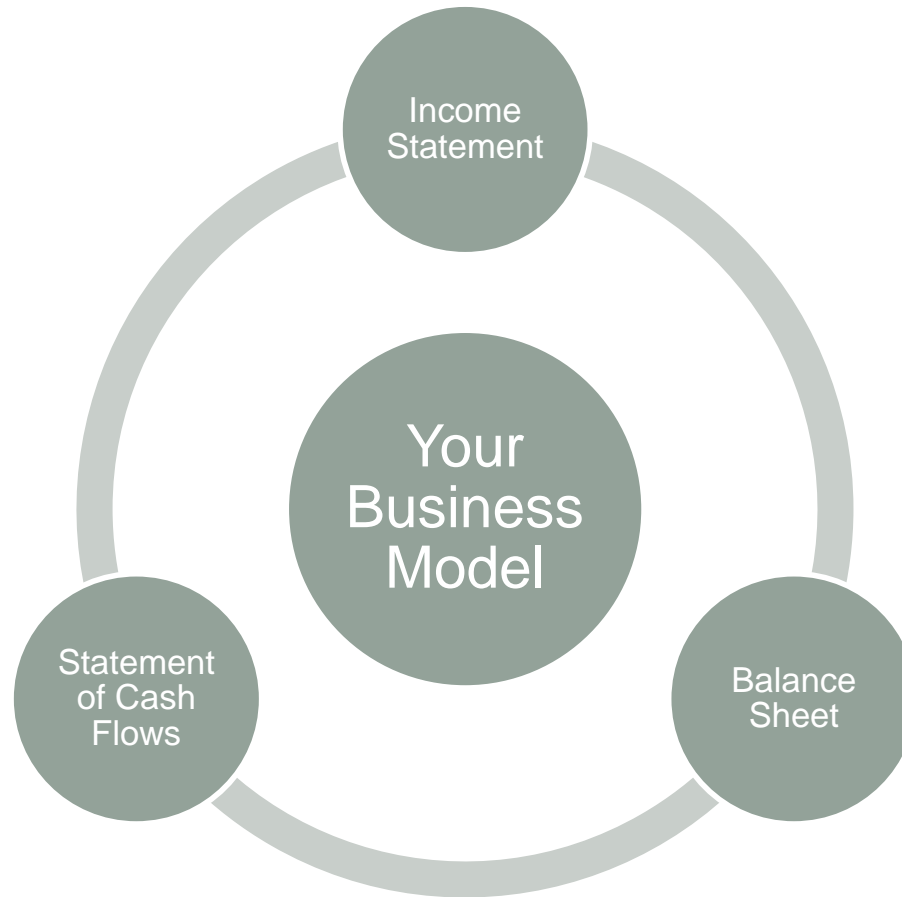 Income
Statement
Your
Business
Model
Statement
of Cash
Flows
Balance
Sheet